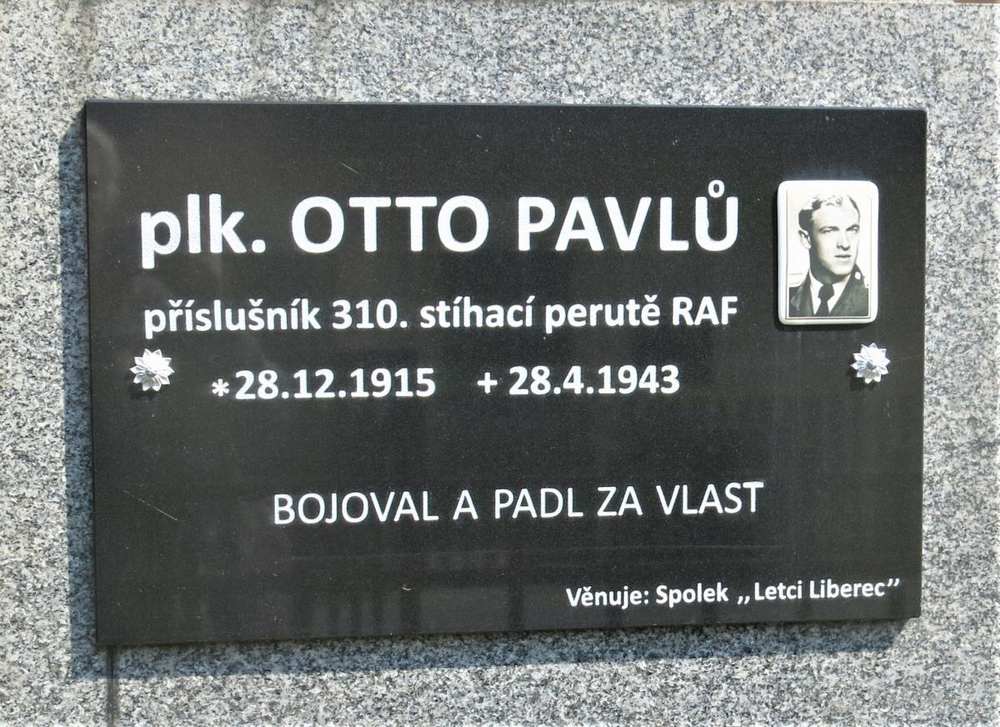 plk. OTTO PAVLŮ
příslušník 310. stíhací perutě RAF
*28.12.1915 + 28.4.1943
BOJOVAL A PADL ZA VLAST
Věnuje: Spolek „Letci Liberec”